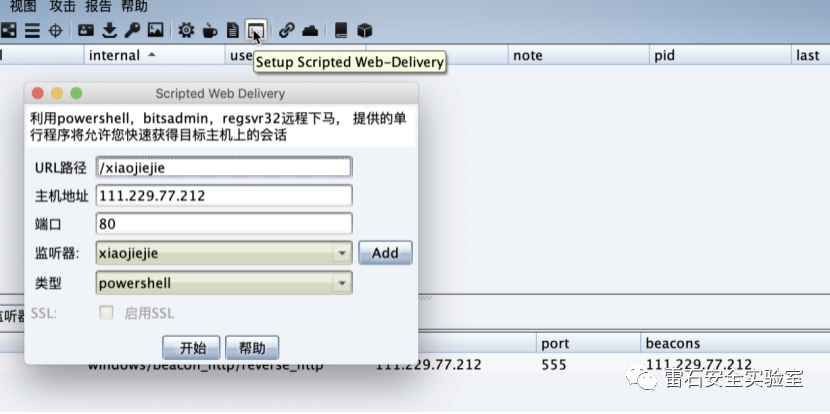 视图 攻击 报告 帮助
internal use note pid last
Setup Scripted Web-Delivery
Scripted Web Delivery
利用powershell，bitsadmin，regsvr32远程下马， 提供的单
行程序将允许您快速获得目标主机上的会话
URL路径 /xiaojiejie
主机地址 111.229.77.212
端口 80
监听器: xiaojiejie Add
类型 powershell
SSL: 启用SSL
开始 帮助
监听器
port beacons
windows/beacon_http/reverse_http 111.229.77.212 555 111.229.77.212
雷石安全实验室